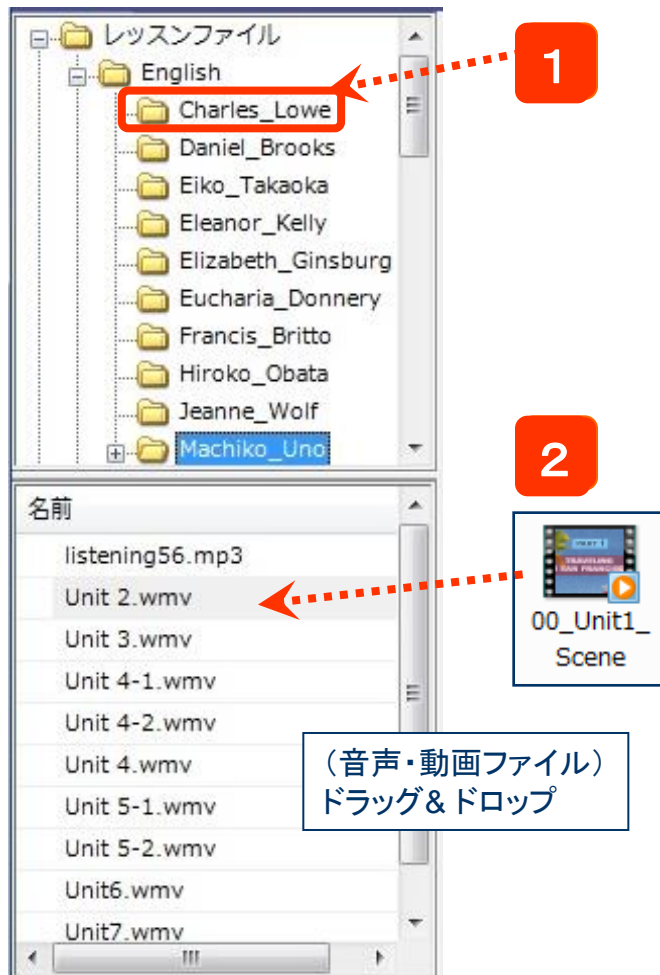 レッスンファイル
English
Charles_Lowe
Daniel_Brooks
Eiko_Takaoka
Eleanor_Kelly
Elizabeth_Ginsburg
Eucharia_Donnery
Francis_Britto
Hiroko_Obata
Jeanne_Wolf
Machiko_Uno
1
2
名前
listening56.mp3
Unit 2.wmv
Unit 3.wmv
Unit 4-1.wmv
Unit 4-2.wmv
Unit 4.wmv
Unit 5-1.wmv
Unit 5-2.wmv
Unit6.wmv
Unit7.wmv
00_Unit1_
Scene
(音声・動画ファイル)
ドラッグ&ドロップ